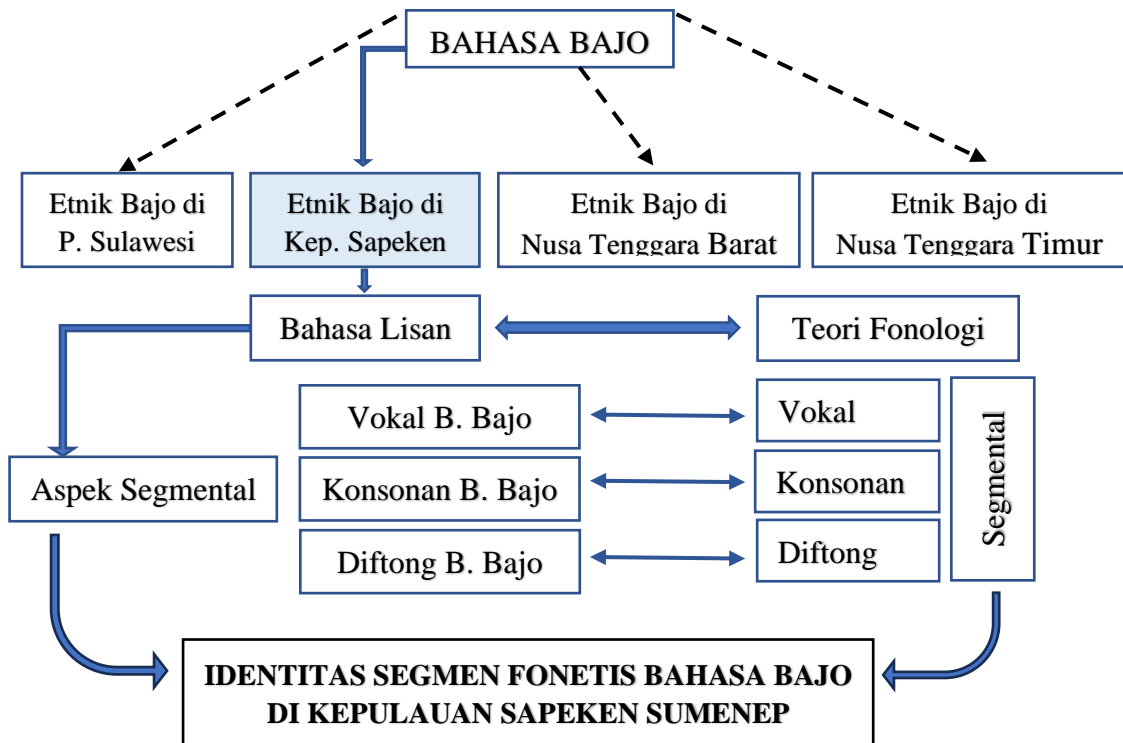 BAHASA BAJO
Etnik Bajo di
P. Sulawesi
Etnik Bajo di
Kep. Sapeken
Etnik Bajo di
Nusa Tenggara Barat
Etnik Bajo di
Nusa Tenggara Timur
Bahasa Lisan
Teori Fonologi
Vokal B. Bajo
Vokal
Aspek Segmental
Konsonan B. Bajo
Konsonan
Segmental
Diftong B. Bajo
Diftong
IDENTITAS SEGMEN FONETIS BAHASA BAJO
DI KEPULAUAN SAPEKEN SUMENEP